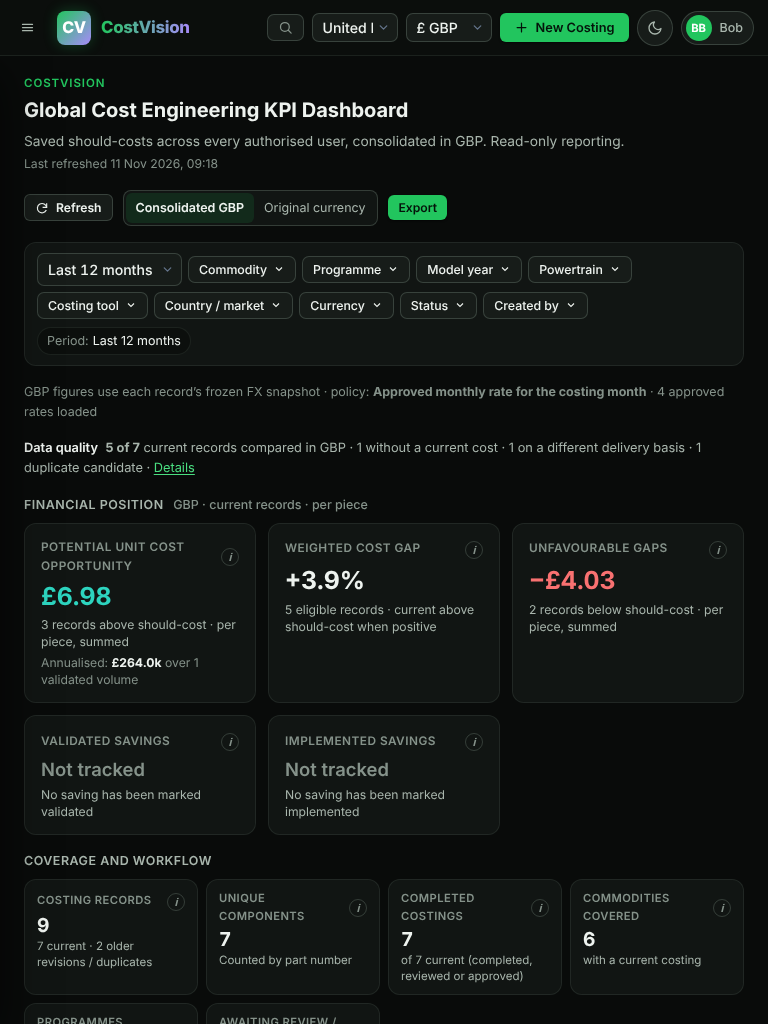 CV CostVision United I £ GBP + New Costing BB Bob
COSTVISION
Global Cost Engineering KPI Dashboard
Saved should-costs across every authorised user, consolidated in GBP. Read-only reporting.
Last refreshed 11 Nov 2026, 09:18
Refresh Consolidated GBP Original currency Export
Last 12 months Commodity Programme Model year Powertrain
Costing tool Country / market Currency Status Created by
Period: Last 12 months
GBP figures use each record's frozen FX snapshot · policy: Approved monthly rate for the costing month · 4 approved
rates loaded
Data quality 5 of 7 current records compared in GBP · 1 without a current cost · 1 on a different delivery basis · 1
duplicate candidate · Details
FINANCIAL POSITION GBP · current records · per piece
POTENTIAL UNIT COST
OPPORTUNITY
i
£6.98
3 records above should-cost · per
piece, summed
Annualised: £264.0k over 1
validated volume
WEIGHTED COST GAP
i
+3.9%
5 eligible records · current above
should-cost when positive
UNFAVOURABLE GAPS
i
−£4.03
2 records below should-cost · per
piece, summed
VALIDATED SAVINGS
i
Not tracked
No saving has been marked
validated
IMPLEMENTED SAVINGS
i
Not tracked
No saving has been marked
implemented
COVERAGE AND WORKFLOW
COSTING RECORDS
i
9
7 current · 2 older
revisions / duplicates
UNIQUE
COMPONENTS
i
7
Counted by part number
COMPLETED
COSTINGS
i
7
of 7 current (completed,
reviewed or approved)
COMMODITIES
COVERED
i
6
with a current costing
PROGRAMMES
AWAITING REVIEW /